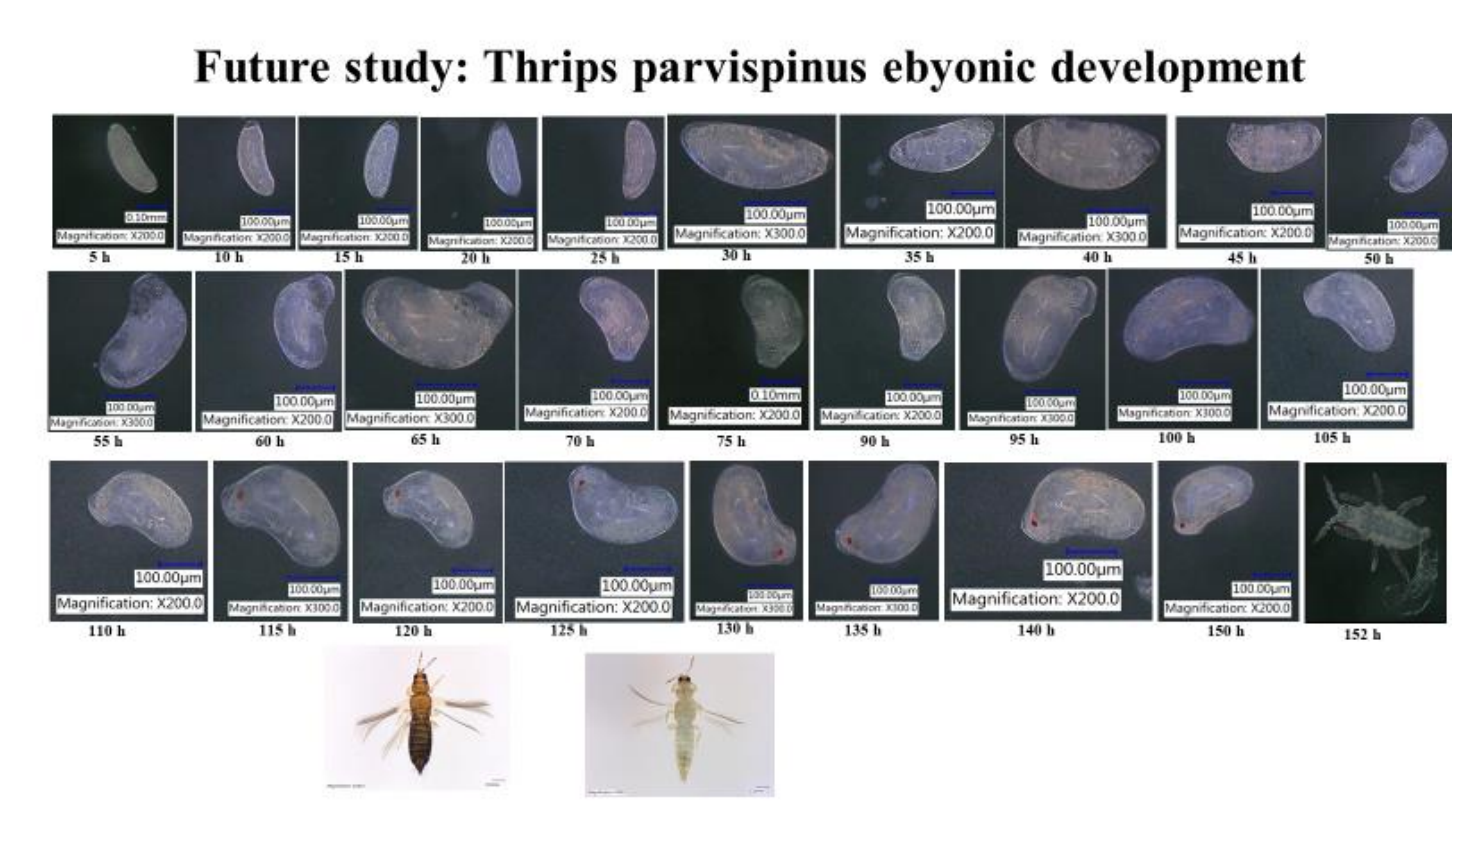 Future study: Thrips parvispinus ebyonic development
0.10mm 100.00µm 100.00µm 100.00µm 100.00µm 100.00µm 100.00µm 100.00µm 100.00µm 100.00µm
Magnification: X200.0 Magnification: X200.0 Magnification: X200.0 Magnification: X200.0 Magnification: X200.0 Magnification: X300.0 Magnification: X200.0 Magnification: X300.0 Magnification: X200.0 Magnification: X200.0
5 h 10 h 15 h 20 h 25 h 30 h 35 h 40 h 45 h 50 h
100.00µm 100.00µm 100.00µm 100.00µm 0.10mm 100.00µm 100.00µm 100.00µm 100.00µm
Magnification: X300.0 Magnification: X200.0 Magnification: X300.0 Magnification: X200.0 Magnification: X200.0 Magnification: X200.0 Magnification: X300.0 Magnification: X300.0 Magnification: X200.0
55 h 60 h 65 h 70 h 75 h 90 h 95 h 100 h 105 h
100.00µm 100.00µm 100.00µm 100.00µm 100.00µm 100.00µm 100.00µm 100.00µm
Magnification: X200.0 Magnification: X300.0 Magnification: X200.0 Magnification: X200.0 Magnification: X300.0 Magnification: X300.0 Magnification: X200.0 Magnification: X200.0
110 h 115 h 120 h 125 h 130 h 135 h 140 h 150 h 152 h